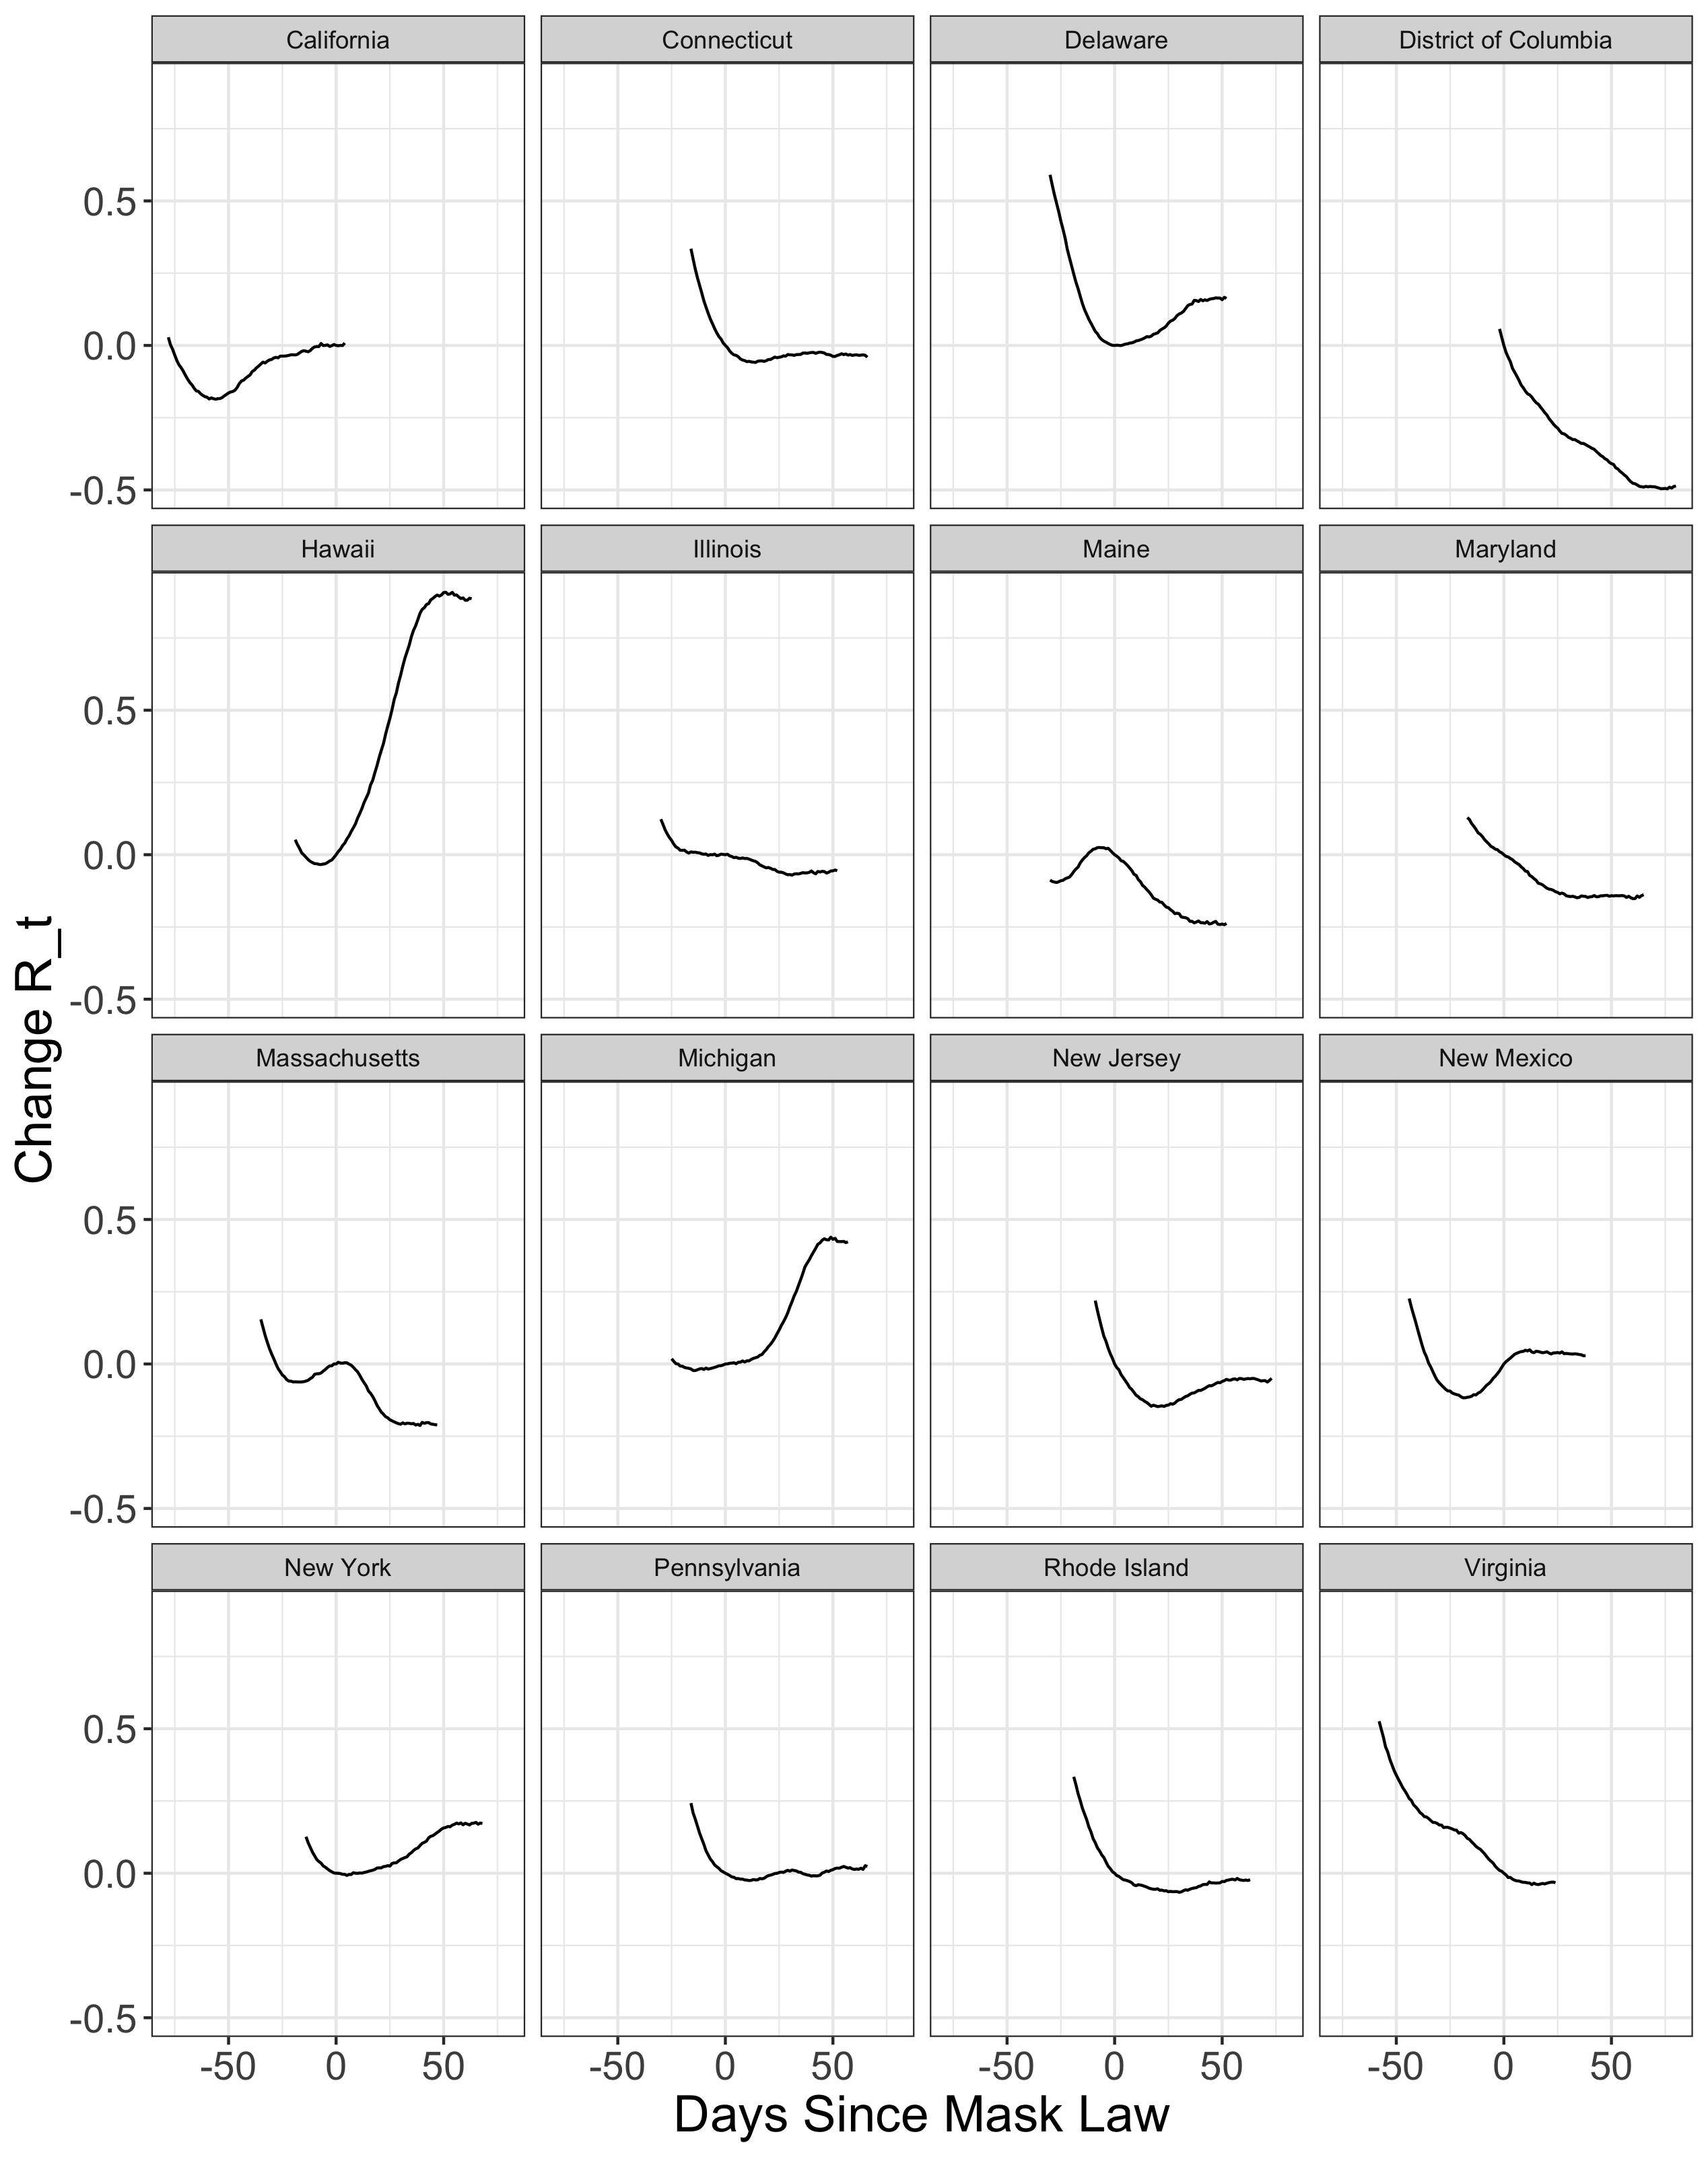 California Connecticut Delaware District of Columbia
0.5
0.0
-0.5
Hawaii Illinois Maine Maryland
0.5
0.0
-0.5
Change R_t
Massachusetts Michigan New Jersey New Mexico
0.5
0.0
-0.5
New York Pennsylvania Rhode Island Virginia
0.5
0.0
-0.5
-50 0 50 -50 0 50 -50 0 50 -50 0 50
Days Since Mask Law